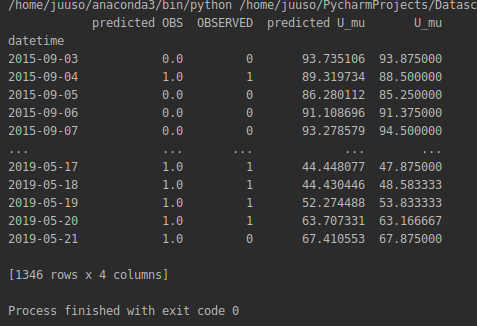 /home/juuso/anaconda3/bin/python /home/juuso/PycharmProjects/Datasc
predicted OBS OBSERVED predicted U_mu U_mu
datetime
2015-09-03 0.0 0 93.735106 93.875000
2015-09-04 1.0 1 89.319734 88.500000
2015-09-05 0.0 0 86.280112 85.250000
2015-09-06 0.0 0 91.108696 91.375000
2015-09-07 0.0 0 93.278579 94.500000
... ... ... ... ...
2019-05-17 1.0 1 44.448077 47.875000
2019-05-18 1.0 1 44.430446 48.583333
2019-05-19 1.0 1 52.274488 53.833333
2019-05-20 1.0 1 63.707331 63.166667
2019-05-21 1.0 0 67.410553 67.875000
[1346 rows x 4 columns]
Process finished with exit code 0